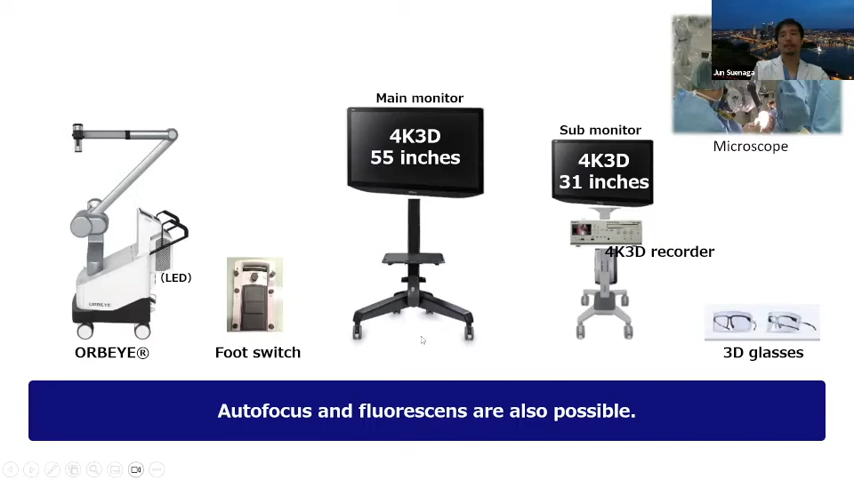 Jun Suenaga
Main monitor
4K3D
55 inches
Sub monitor
4K3D
31 inches
Microscope
4K3D recorder
(LED)
ORBEYE
ORBEYE®
Foot switch
3D glasses
Autofocus and fluorescens are also possible.